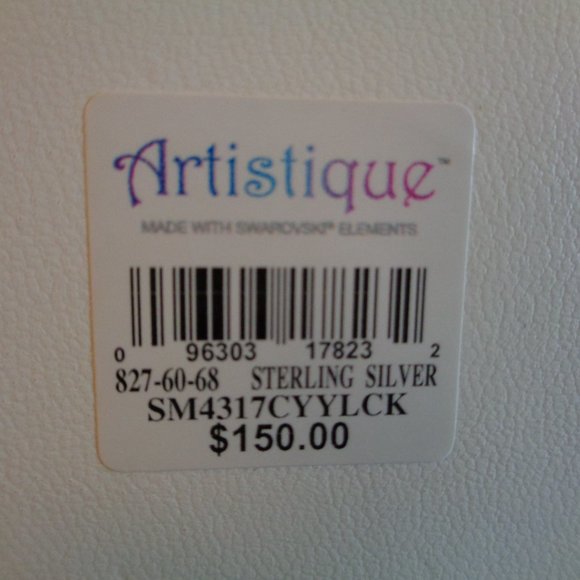 Artistique™
MADE WITH SWAROVSKI® ELEMENTS
0 96303 17823 2
827-60-68 STERLING SILVER
SM4317CYYLCK
$150.00